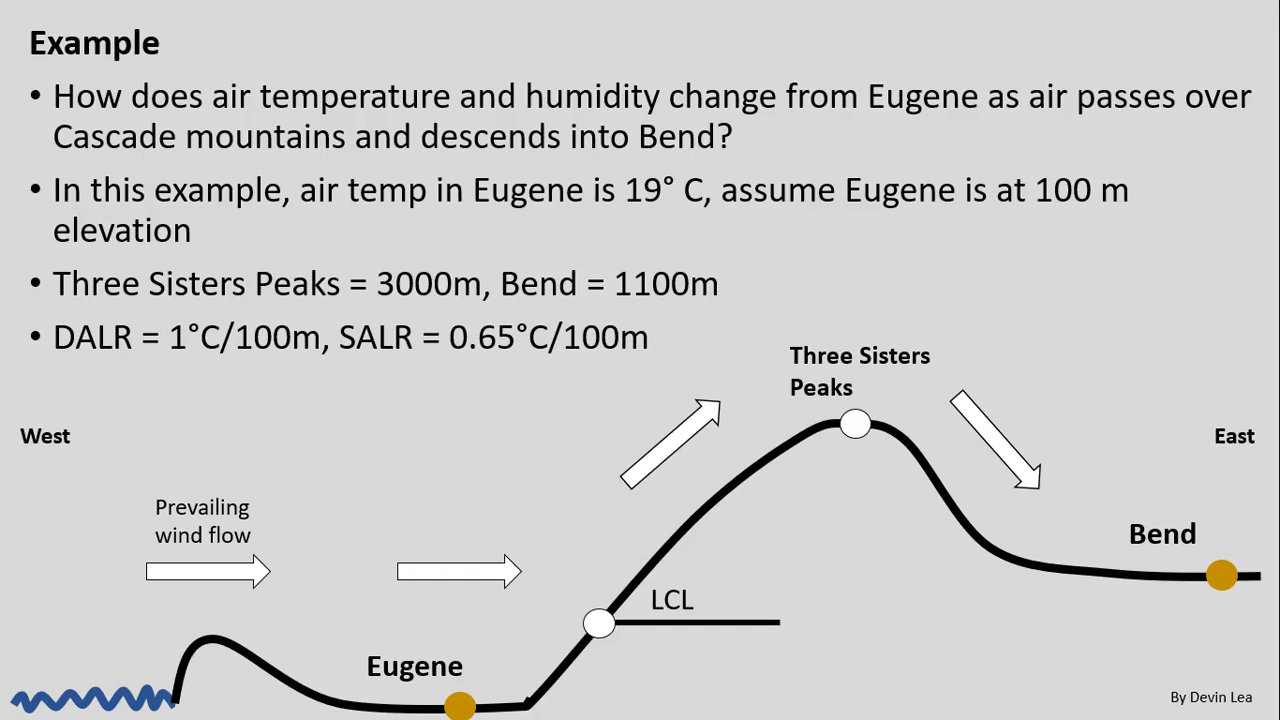 Example
• How does air temperature and humidity change from Eugene as air passes over
Cascade mountains and descends into Bend?
• In this example, air temp in Eugene is 19° C, assume Eugene is at 100 m
elevation
• Three Sisters Peaks = 3000m, Bend = 1100m
• DALR = 1°C/100m, SALR = 0.65°C/100m
Three Sisters
Peaks
West
East
Prevailing
wind flow
Bend
LCL
Eugene
By Devin Lea